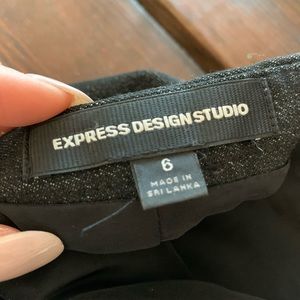 EXPRESS DESIGN STUDIO
6
MADE IN
SRI LANKA